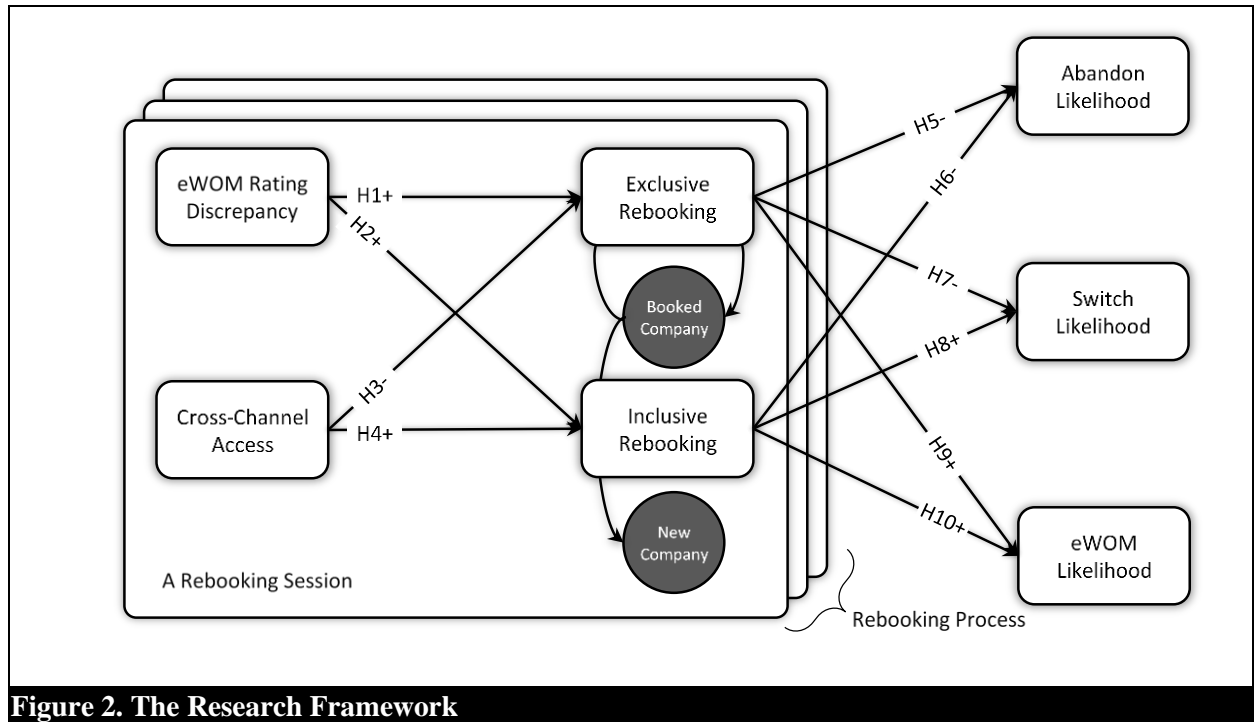 Abandon
Likelihood
eWOM Rating
Discrepancy
H1+
H2+
Exclusive
Rebooking
H5-
H6-
H7-
Booked
Company
Switch
Likelihood
H8+
Cross-Channel
Access
H3-
H4+
Inclusive
Rebooking
H9+
H10+
New
Company
eWOM
Likelihood
A Rebooking Session
Rebooking Process
Figure 2. The Research Framework